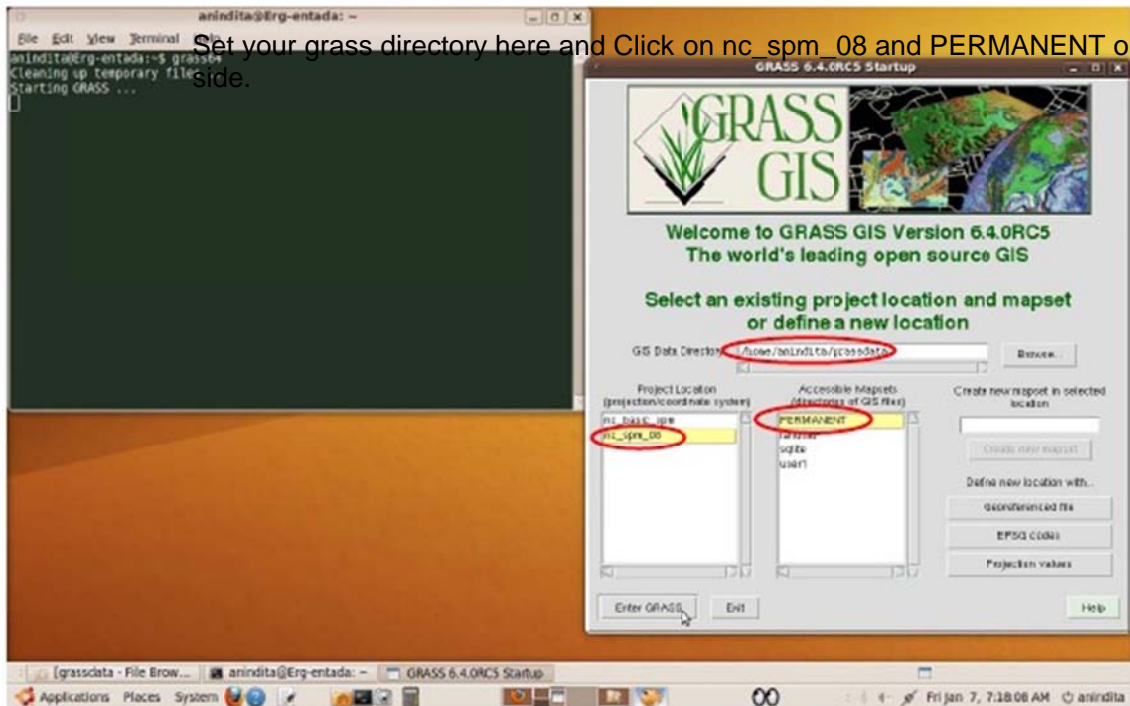 anindita@Erg-entada: ~
File Edit View Terminal Help
Set your grass directory here and Click on nc_spm_08 and PERMANENT o
side.
anindita@Erg-entada:~$ grass64
Cleaning up temporary files
Starting GRASS ...
GRASS 6.4.0RC5 Startup
GRASS
GIS
Welcome to GRASS GIS Version 6.4.0RC5
The world's leading open source GIS
Select an existing project location and mapset
or define a new location
GIS Data Directory
/home/anindita/grassdata
Browse...
Project Location
(projection/coordinate system)
Accessible Mapsets
(directories of GIS files)
Create new mapset in selected
location
nc_basic_spm
nc_spm_08
PERMANENT
sqlite
user1
Create new mapset
Define new location with...
Georeferenced file
EPSG codes
Projection values
Enter GRASS
Exit
Help
[grassdata - File Brow...
anindita@Erg-entada: ~
GRASS 6.4.0RC5 Startup
Applications Places System
Fri Jan 7, 7:18:08 AM
anindita